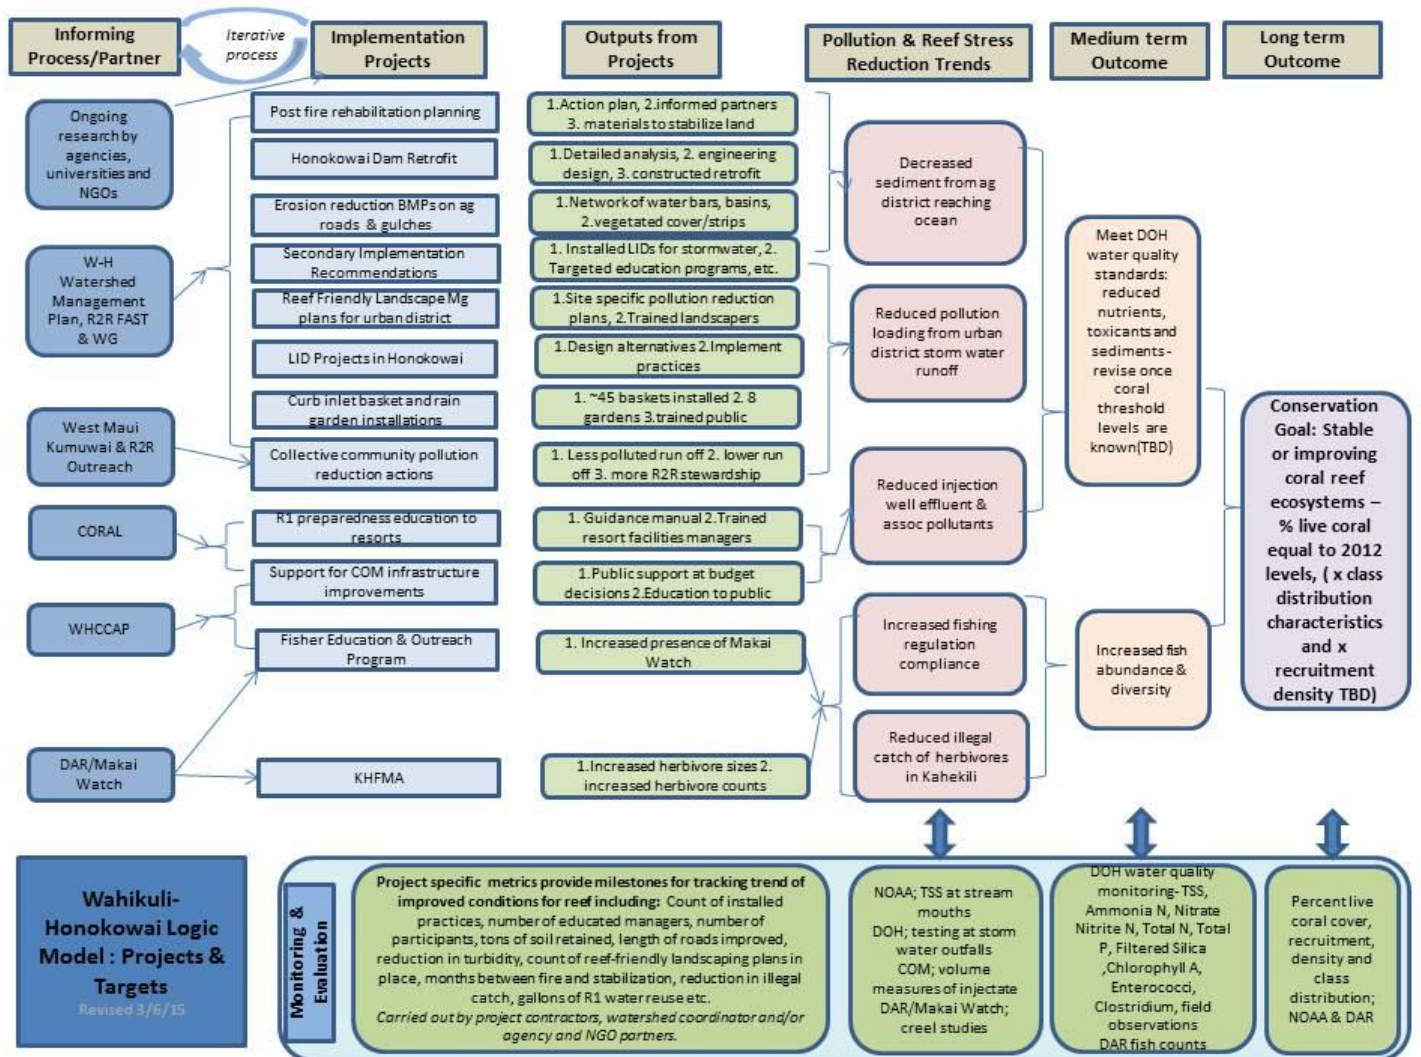 Informing
Process/Partner
Iterative
process
Implementation
Projects
Outputs from
Projects
Pollution & Reef Stress
Reduction Trends
Medium term
Outcome
Long term
Outcome
Ongoing
research by
agencies,
universities and
NGOs
W-H
Watershed
Management
Plan, R2R FAST
& WG
West Maui
Kumuwai & R2R
Outreach
CORAL
WHCCAP
DAR/Makai
Watch
Post fire rehabilitation planning
Honokowai Dam Retrofit
Erosion reduction BMPs on ag
roads & gulches
Secondary Implementation
Recommendations
Reef Friendly Landscape Mg
plans for urban district
LID Projects in Honokowai
Curb inlet basket and rain
garden installations
Collective community pollution
reduction actions
R1 preparedness education to
resorts
Support for COM infrastructure
improvements
Fisher Education & Outreach
Program
KHFMA
1.Action plan, 2.informed partners
3. materials to stabilize land
1.Detailed analysis, 2. engineering
design, 3. constructed retrofit
1.Network of water bars, basins,
2.vegetated cover/strips
1. Installed LIDs for stormwater, 2.
Targeted education programs, etc.
1.Site specific pollution reduction
plans, 2.Trained landscapers
1.Design alternatives 2.Implement
practices
1. ~45 baskets installed 2. 8
gardens 3.trained public
1. Less polluted run off 2. lower run
off 3. more R2R stewardship
1. Guidance manual 2.Trained
resort facilities managers
1.Public support at budget
decisions 2.Education to public
1. Increased presence of Makai
Watch
1.Increased herbivore sizes 2.
increased herbivore counts
Decreased
sediment from ag
district reaching
ocean
Reduced pollution
loading from urban
district storm water
runoff
Reduced injection
well effluent &
assoc pollutants
Increased fishing
regulation
compliance
Reduced illegal
catch of herbivores
in Kahekili
Meet DOH
water quality
standards:
reduced
nutrients,
toxicants and
sediments-
revise once
coral
threshold
levels are
known(TBD)
Increased fish
abundance &
diversity
Conservation
Goal: Stable
or improving
coral reef
ecosystems –
% live coral
equal to 2012
levels, ( x class
distribution
characteristics
and x
recruitment
density TBD)
Wahikuli-
Honokowai Logic
Model : Projects &
Targets
Revised 3/6/15
Monitoring &
Evaluation
Project specific metrics provide milestones for tracking trend of
improved conditions for reef including: Count of installed
practices, number of educated managers, number of
participants, tons of soil retained, length of roads improved,
reduction in turbidity, count of reef-friendly landscaping plans in
place, months between fire and stabilization, reduction in illegal
catch, gallons of R1 water reuse etc.
Carried out by project contractors, watershed coordinator and/or
agency and NGO partners.
NOAA; TSS at stream
mouths
DOH; testing at storm
water outfalls
COM; volume
measures of injectate
DAR/Makai Watch;
creel studies
DOH water quality
monitoring- TSS,
Ammonia N, Nitrate
Nitrite N, Total N, Total
P, Filtered Silica
,Chlorophyll A,
Enterococci,
Clostridium, field
observations
DAR fish counts
Percent live
coral cover,
recruitment,
density and
class
distribution;
NOAA & DAR